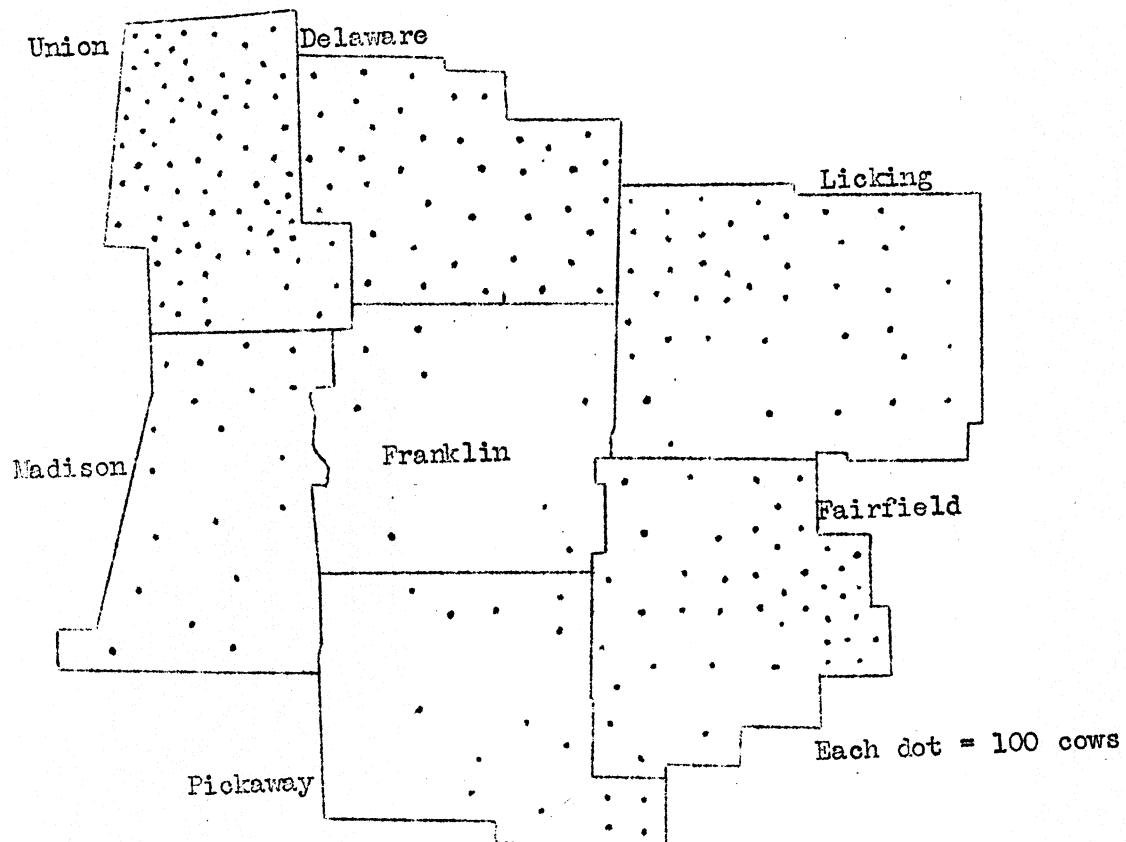 Union
Delaware
Licking
Madison
Franklin
Fairfield
Each dot = 100 cows
Pickaway